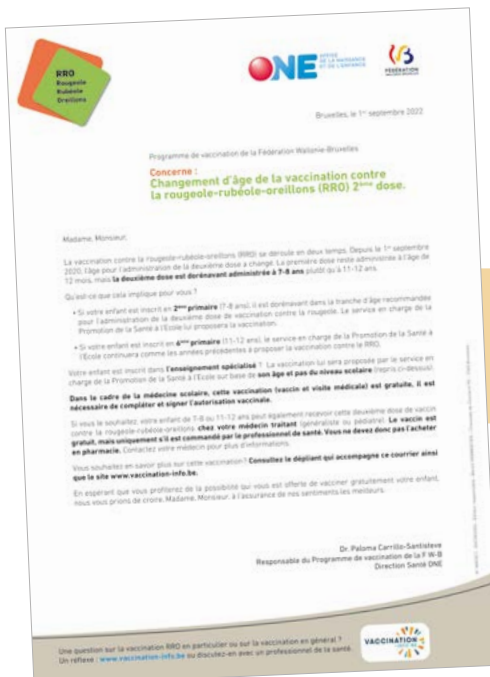 RRO
Rougeole
Rubéole
Oreillons
ONE OFFICE
DE LA NAISSANCE
ET DE L'ENFANCE
FÉDÉRATION
WALLONIE-BRUXELLES
Bruxelles, le 1er septembre 2022
Programme de vaccination de la Fédération Wallonie-Bruxelles
Concerne :
Changement d'âge de la vaccination contre
la rougeole-rubéole-oreillons (RRO) 2ème dose.
Madame, Monsieur,
La vaccination contre la rougeole-rubéole-oreillons (RRO) se déroule en deux temps. Depuis le 1er septembre
2020, l'âge pour l'administration de la deuxième dose a changé. La première dose reste administrée à l'âge de
12 mois, mais la deuxième dose est dorénavant administrée à 7-8 ans plutôt qu'à 11-12 ans.
Qu'est-ce que cela implique pour vous ?
• Si votre enfant est inscrit en 2ème primaire (7-8 ans), il est dorénavant dans la tranche d'âge recommandée
pour l'administration de la deuxième dose de vaccination contre la rougeole. Le service en charge de la
Promotion de la Santé à l'Ecole lui proposera la vaccination.
• Si votre enfant est inscrit en 6ème primaire (11-12 ans), le service en charge de la Promotion de la Santé à
l'Ecole continuera comme les années précédentes à proposer la vaccination contre le RRO.
Votre enfant est inscrit dans l'enseignement spécialisé ? La vaccination lui sera proposée par le service en
charge de la Promotion de la Santé à l'Ecole sur base de son âge et pas du niveau scolaire (repris ci-dessus).
Dans le cadre de la médecine scolaire, cette vaccination (vaccin et visite médicale) est gratuite, il est
nécessaire de compléter et signer l'autorisation vaccinale.
Si vous le souhaitez, votre enfant de 7-8 ou 11-12 ans peut également recevoir cette deuxième dose de vaccin
contre la rougeole-rubéole-oreillons chez votre médecin traitant (généraliste ou pédiatre). Le vaccin est
gratuit, mais uniquement s'il est commandé par le professionnel de santé. Vous ne devez donc pas l'acheter
en pharmacie. Contactez votre médecin pour plus d'informations.
Vous souhaitez en savoir plus sur cette vaccination ? Consultez le dépliant qui accompagne ce courrier ainsi
que le site www.vaccination-info.be.
En espérant que vous profiterez de la possibilité qui vous est offerte de vacciner gratuitement votre enfant,
nous vous prions de croire, Madame, Monsieur, à l'assurance de nos sentiments les meilleurs.
Dr. Paloma Carrillo-Santisteve
Responsable du Programme de vaccination de la F W-B
Direction Santé ONE
Une question sur la vaccination RRO en particulier ou sur la vaccination en général ?
Un réflexe : www.vaccination-info.be ou discutez-en avec un professionnel de la santé.
VACCINATION
-INFO.BE